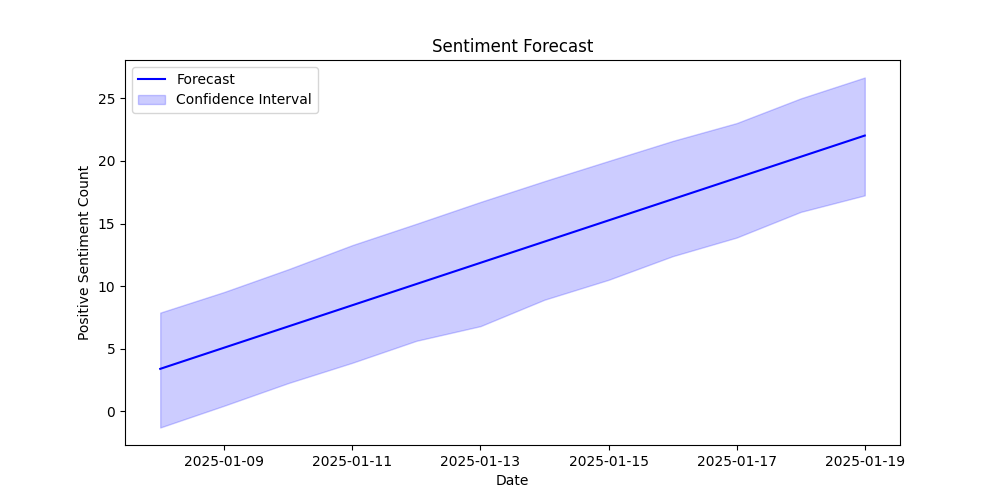 Sentiment Forecast
Forecast
Confidence Interval
Positive Sentiment Count
25
20
15
10
5
0
2025-01-09 2025-01-11 2025-01-13 2025-01-15 2025-01-17 2025-01-19
Date